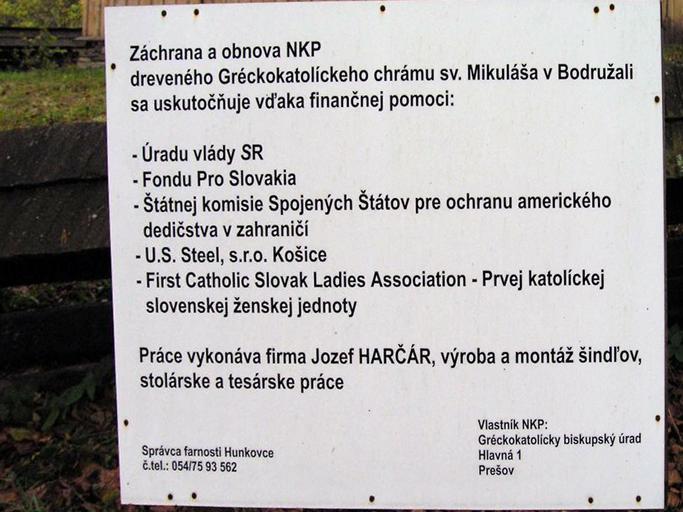 Záchrana a obnova NKP
dreveného Gréckokatolíckeho chrámu sv. Mikuláša v Bodružali
sa uskutočňuje vďaka finančnej pomoci:
- Úradu vlády SR
- Fondu Pro Slovakia
- Štátnej komisie Spojených Štátov pre ochranu amerického
dedičstva v zahraničí
- U.S. Steel, s.r.o. Košice
- First Catholic Slovak Ladies Association - Prvej katolíckej
slovenskej ženskej jednoty
Práce vykonáva firma Jozef HARČÁR, výroba a montáž šindľov,
stolárske a tesárske práce
Správca farnosti Hunkovce
č.tel.: 054/75 93 562
Vlastník NKP:
Gréckokatolícky biskupský úrad
Hlavná 1
Prešov